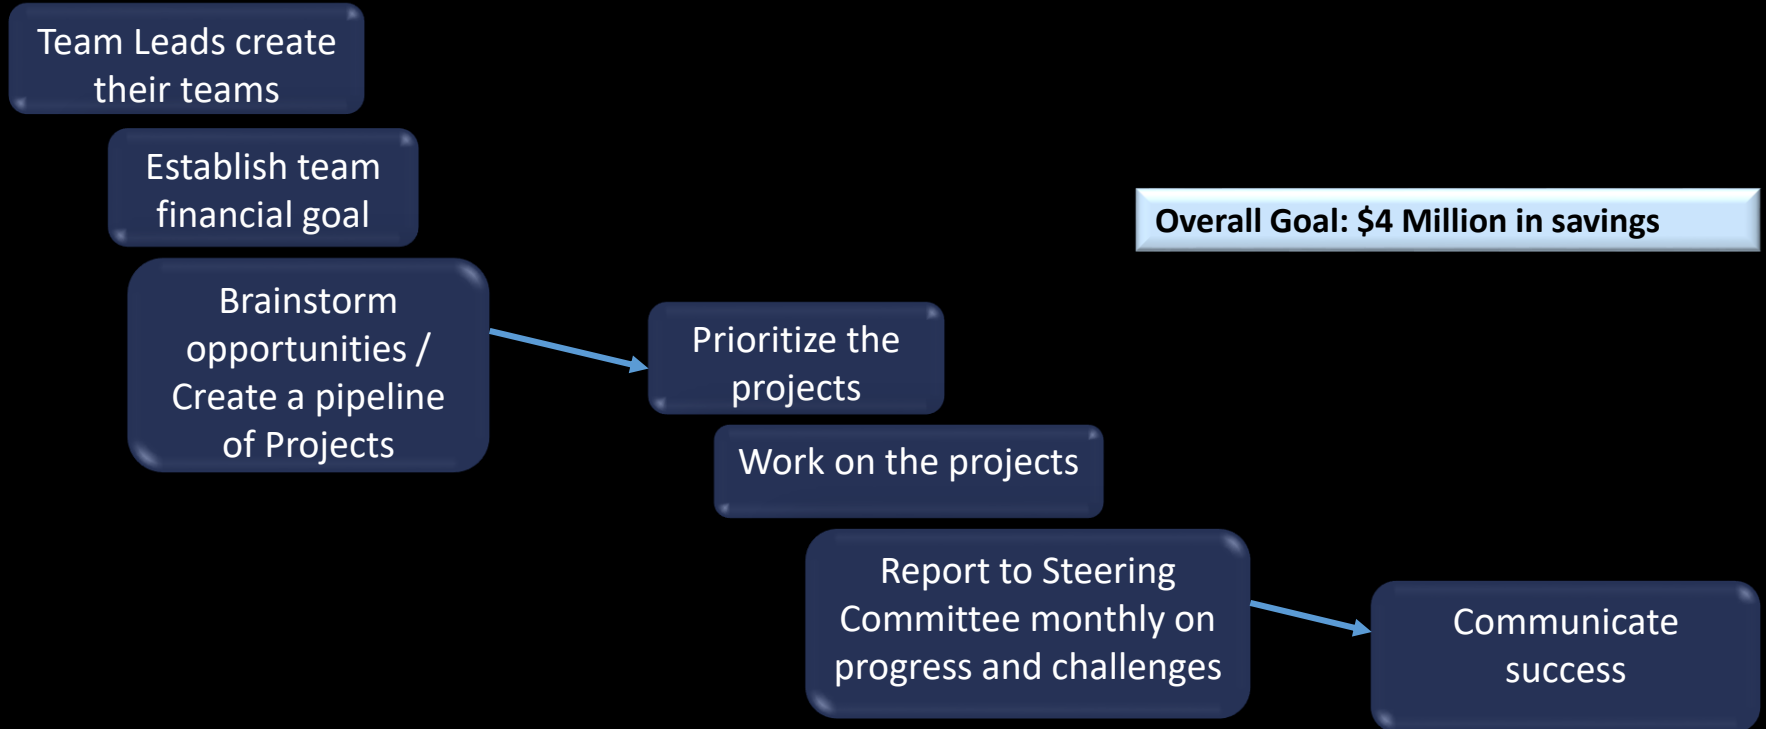 Team Leads create
their teams
Establish team
financial goal
Overall Goal: $4 Million in savings
Brainstorm
opportunities /
Create a pipeline
of Projects
Prioritize the
projects
Work on the projects
Report to Steering
Committee monthly on
progress and challenges
Communicate
success